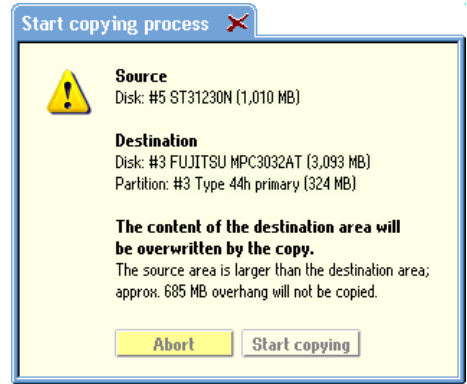 Start copying process
Source
Disk: #5 ST31230N (1,010 MB)
Destination
Disk: #3 FUJITSU MPC3032AT (3,093 MB)
Partition: #3 Type 44h primary (324 MB)
The content of the destination area will
be overwritten by the copy.
The source area is larger than the destination area;
approx. 685 MB overhang will not be copied.
Abort
Start copying